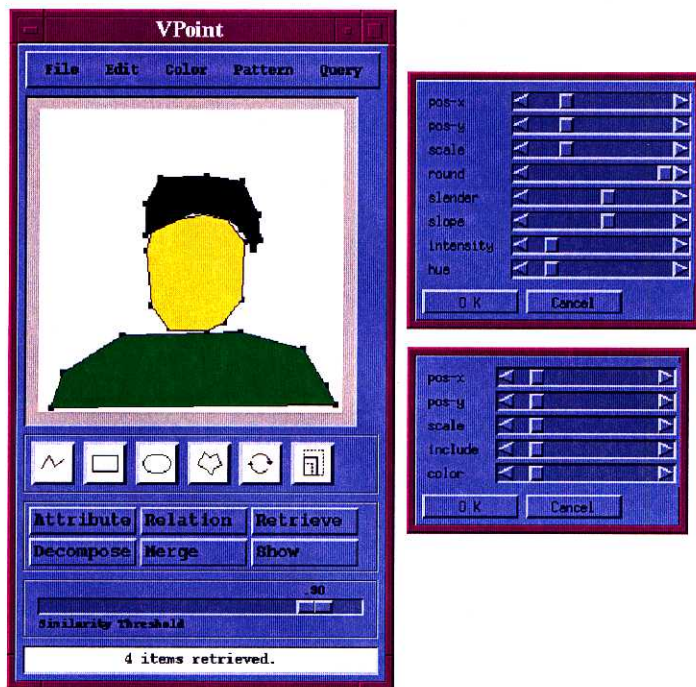 VPoint
File Edit Color Pattern Query
Attribute Relation Retrieve
Decompose Merge Show
.90
Similarity Threshold
4 items retrieved.
pos-x
pos-y
scale
round
slender
slope
intensity
hue
OK Cancel
pos-x
pos-y
scale
include
color
OK Cancel